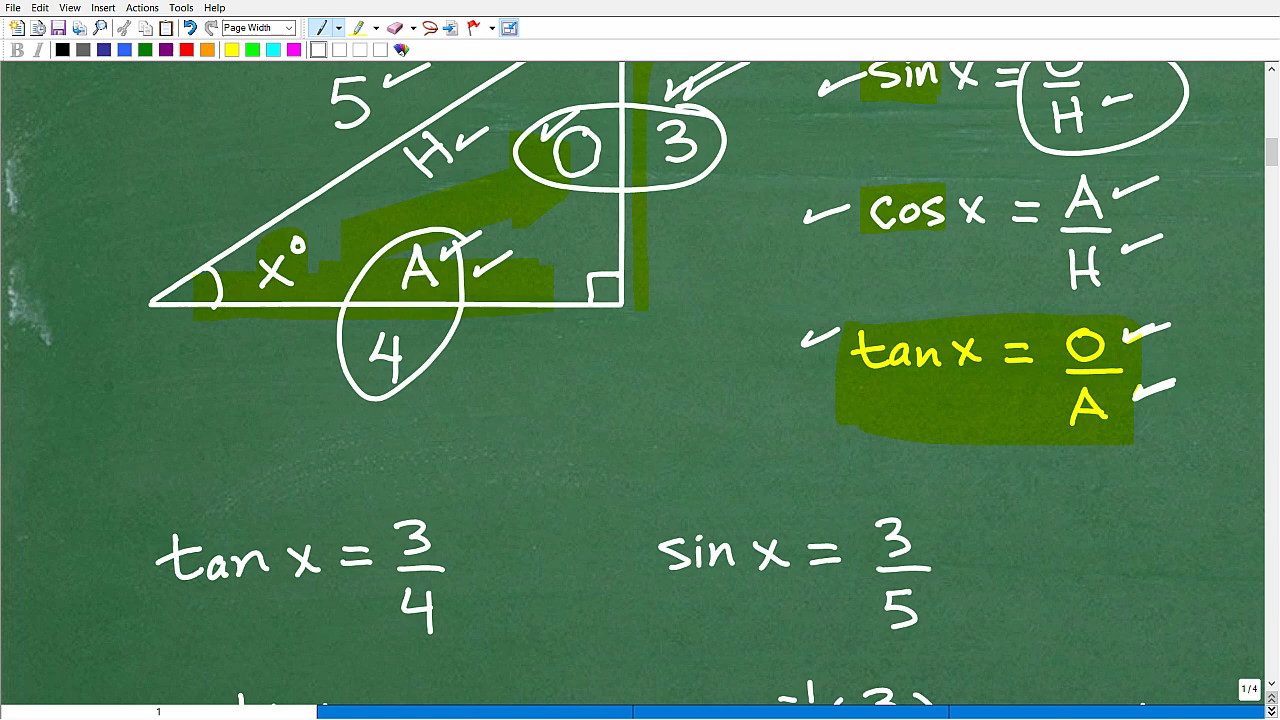 File Edit View Insert Actions Tools Help
Page Width
B I
5
H
O 3
x°
A
4
sin x = O/H
cos x = A/H
tan x = O/A
tan x = 3/4
sin x = 3/5
1/4
1